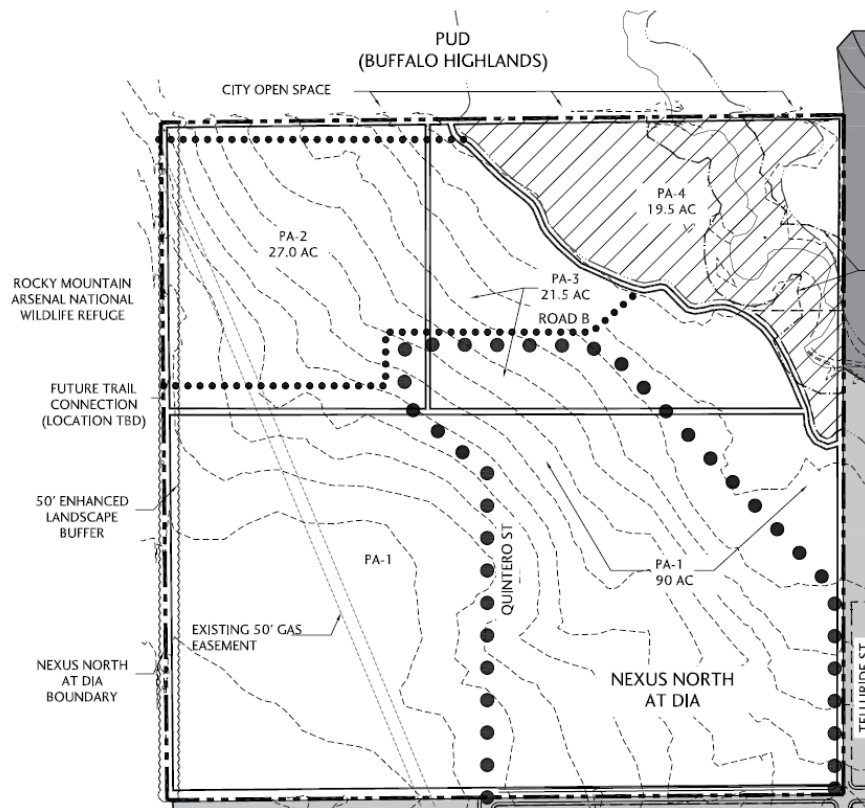 PUD
(BUFFALO HIGHLANDS)
CITY OPEN SPACE
PA-4
19.5 AC
PA-2
27.0 AC
PA-3
21.5 AC
ROAD B
ROCKY MOUNTAIN
ARSENAL NATIONAL
WILDLIFE REFUGE
FUTURE TRAIL
CONNECTION
(LOCATION TBD)
50' ENHANCED
LANDSCAPE
BUFFER
QUINTERO ST
PA-1
PA-1
90 AC
EXISTING 50' GAS
EASEMENT
NEXUS NORTH
AT DIA
BOUNDARY
NEXUS NORTH
AT DIA
TELLURIDE ST